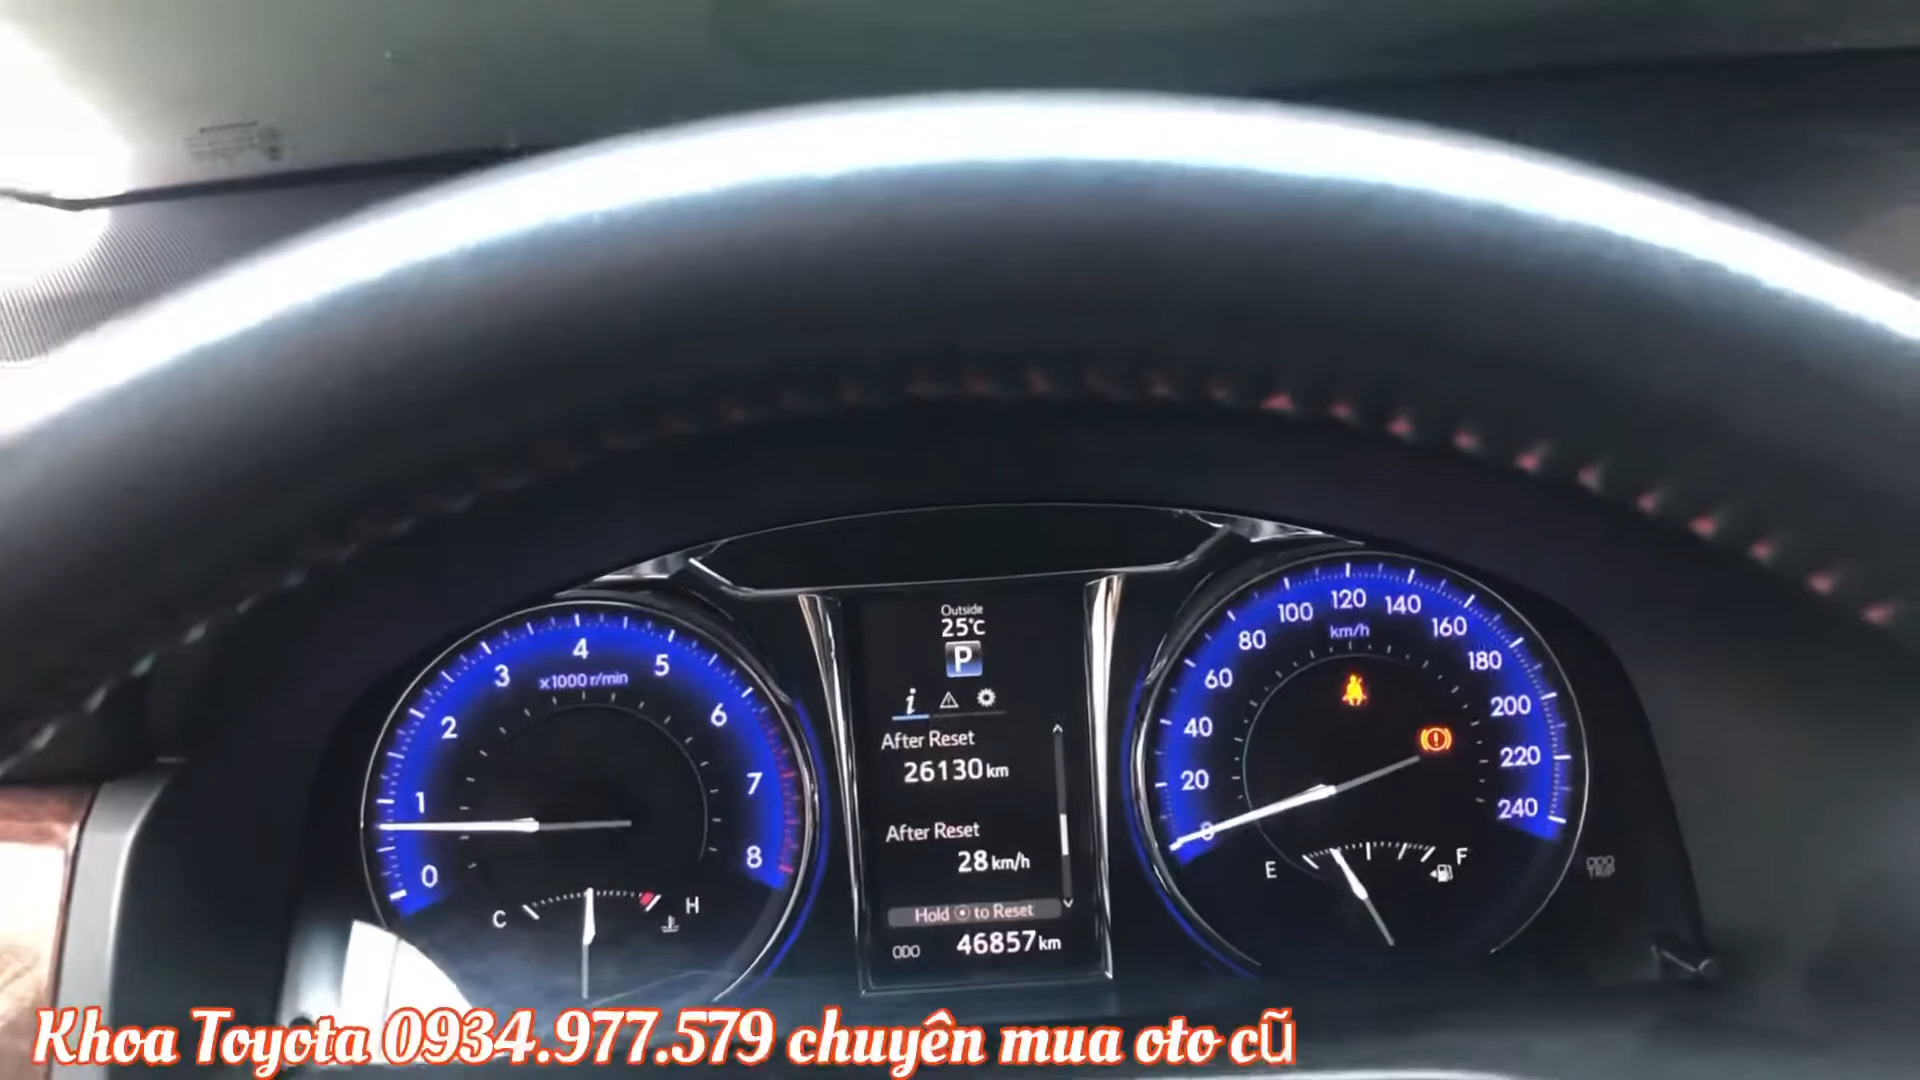 Outside
25°C
P
i
After Reset
26130 km
After Reset
28 km/h
Hold ⊙ to Reset
ODO 46857 km
0 1 2 3 4 5 6 7 8
x1000 r/min
C H
0 20 40 60 80 100 120 140 160 180 200 220 240
km/h
E F
ODO
TRIP
Khoa Toyota 0934.977.579 chuyên mua oto cũ